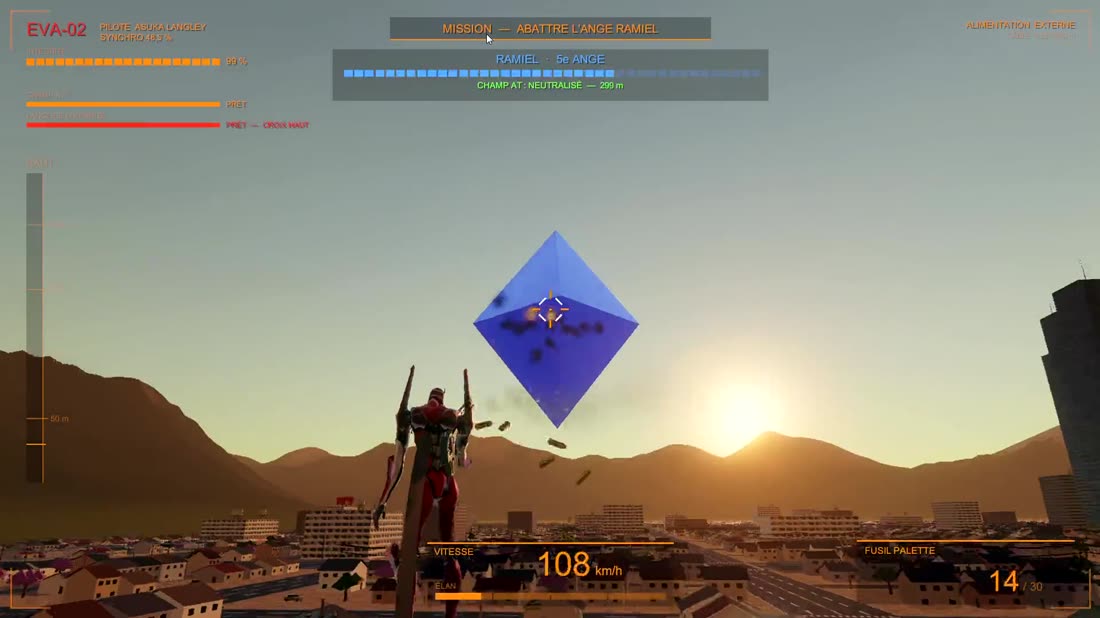 EVA-02
PILOTE ASUKA LANGLEY
SYNCHRO 48,5 %
99 %
PRÊT
PRÊT — CROIX HAUT
MISSION — ABATTRE L'ANGE RAMIEL
RAMIEL · 5e ANGE
CHAMP AT : NEUTRALISÉ — 299 m
ALIMENTATION EXTERNE
60 m
VITESSE
108 km/h
ÉLAN
FUSIL PALETTE
14 / 30